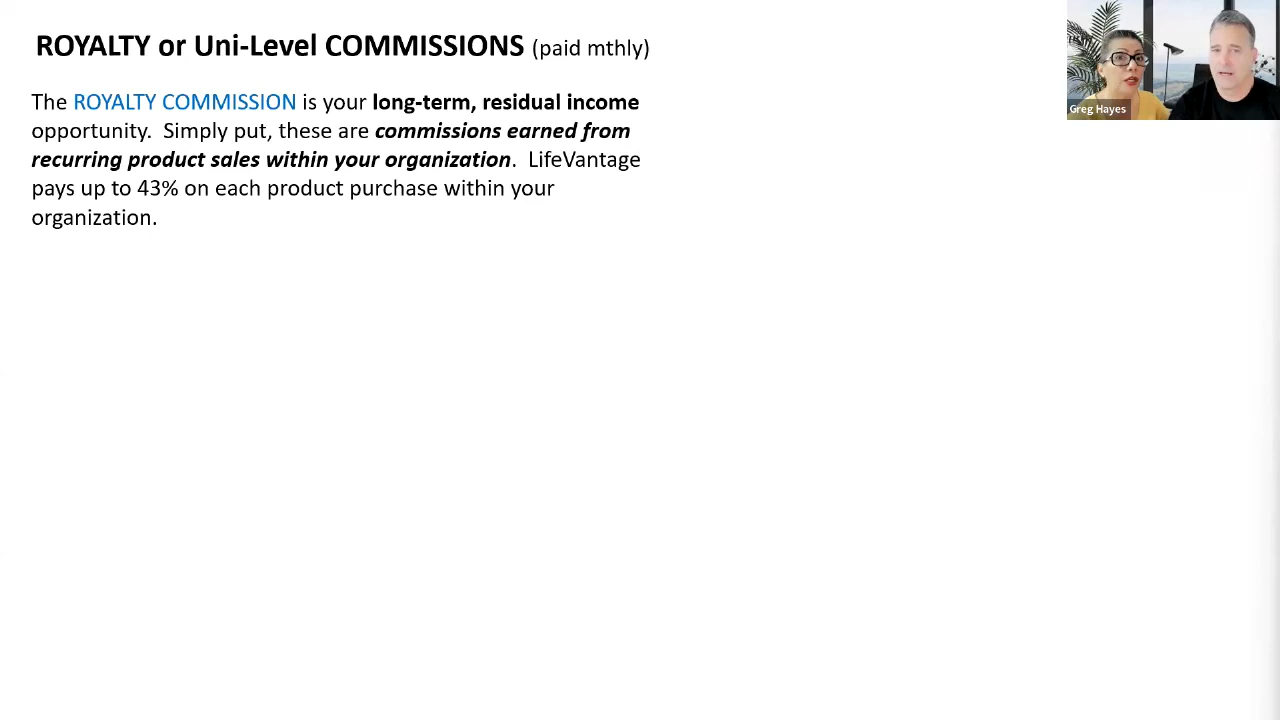 ROYALTY or Uni-Level COMMISSIONS (paid mthly)
The ROYALTY COMMISSION is your long-term, residual income
opportunity.  Simply put, these are commissions earned from
recurring product sales within your organization.  LifeVantage
pays up to 43% on each product purchase within your
organization.
Greg Hayes